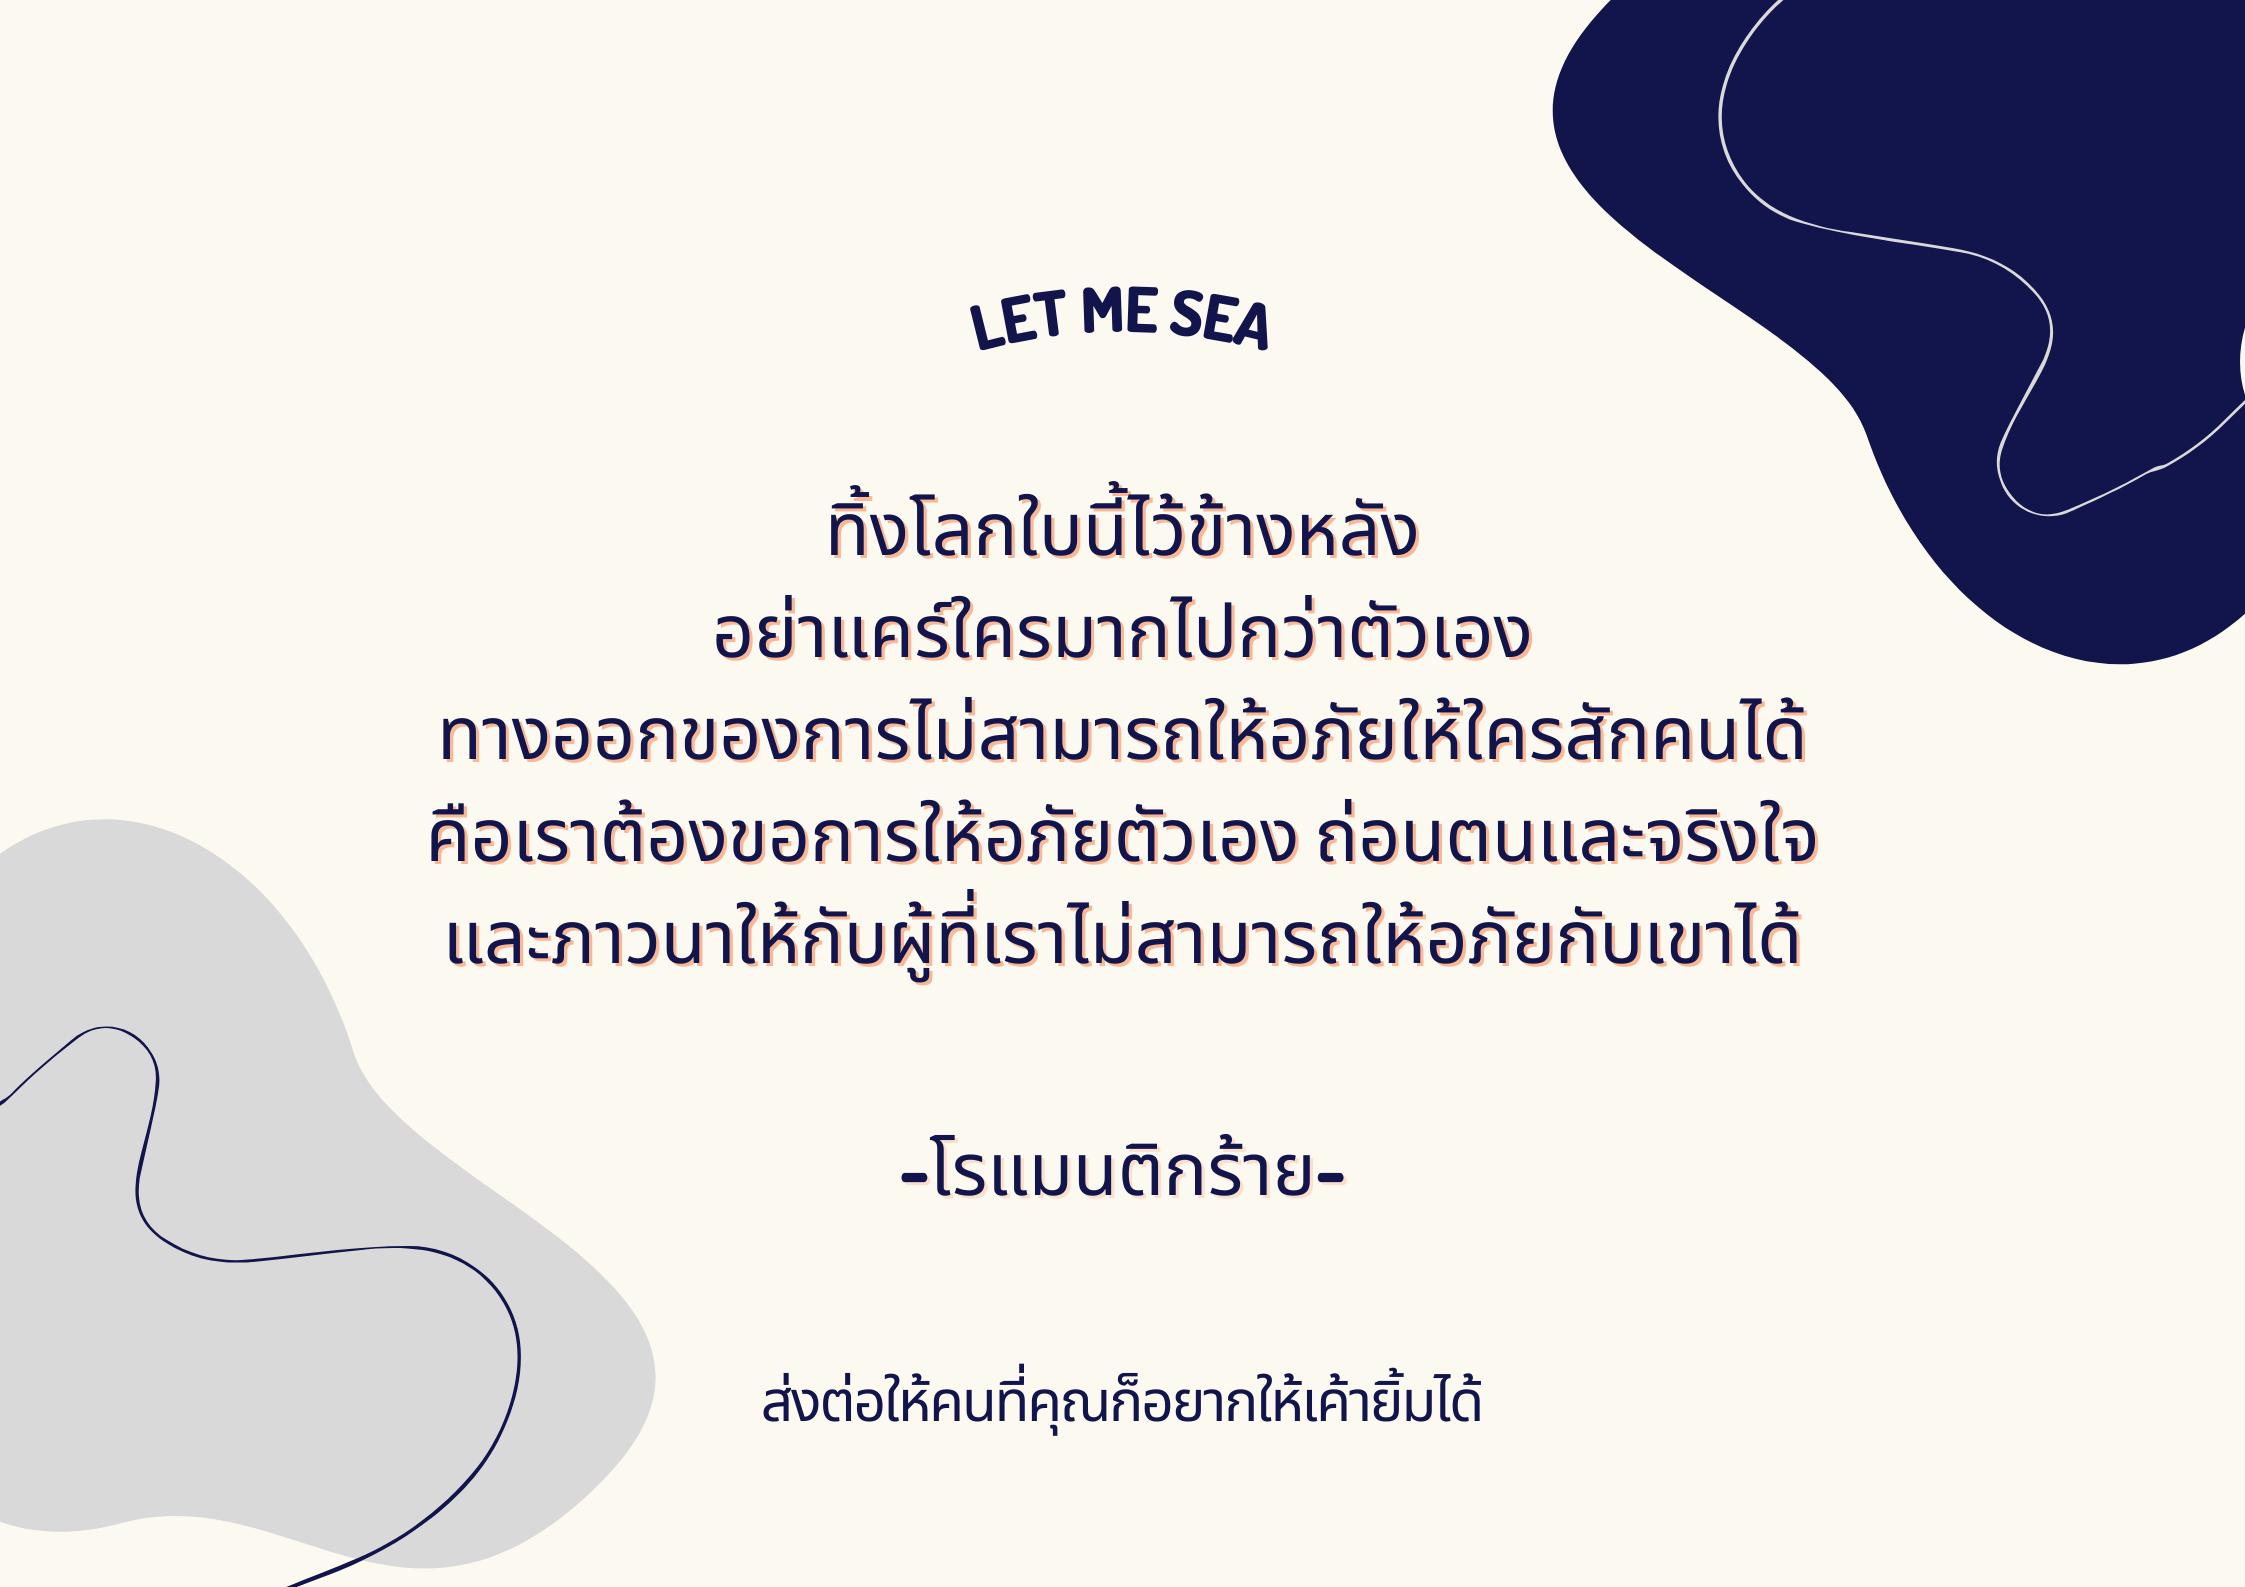 LET ME SEA
ทิ้งโลกใบนี้ไว้ข้างหลัง
อย่าแคร์ใครมากไปกว่าตัวเอง
ทางออกของการไม่สามารถให้อภัยให้ใครสักคนได้
คือเราต้องขอการให้อภัยตัวเอง ถ่อนตนและจริงใจ
และภาวนาให้กับผู้ที่เราไม่สามารถให้อภัยกับเขาได้
-โรแมนติกร้าย-
ส่งต่อให้คนที่คุณก็อยากให้เค้ายิ้มได้